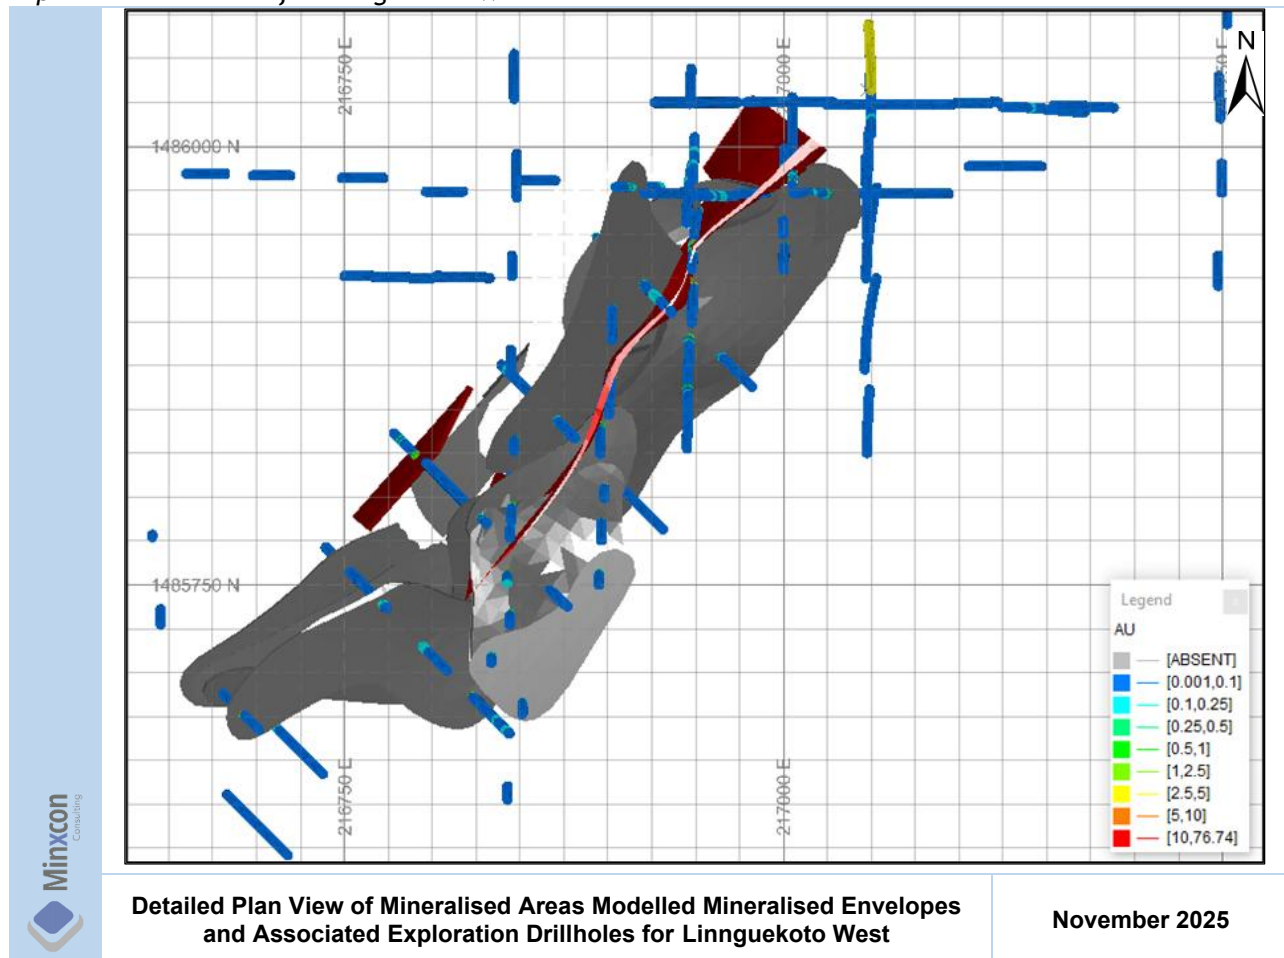 216750 E
217000 E
N
1486000 N
1485750 N
216750 E
217000 E
Legend
AU
[ABSENT]
[0.001,0.1]
[0.1,0.25]
[0.25,0.5]
[0.5,1]
[1,2.5]
[2.5,5]
[5,10]
[10,76.74]
Minxcon
Consulting
Detailed Plan View of Mineralised Areas Modelled Mineralised Envelopes
and Associated Exploration Drillholes for Linnguekoto West
November 2025